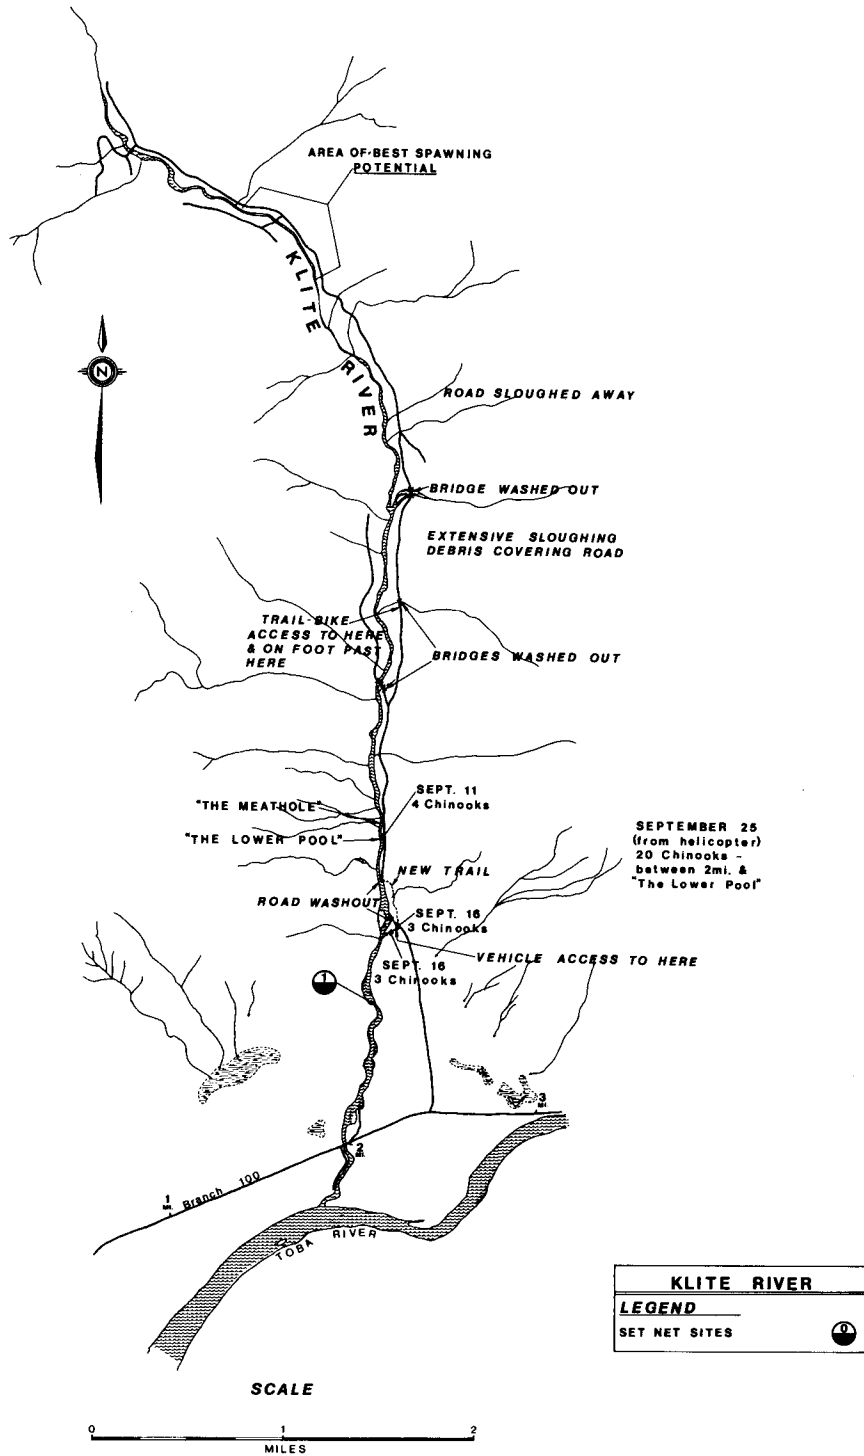 AREA OF BEST SPAWNING
POTENTIAL
KLITE
RIVER
N
ROAD SLOUGHED AWAY
BRIDGE WASHED OUT
EXTENSIVE SLOUGHING
DEBRIS COVERING ROAD
TRAIL-BIKE
ACCESS TO HERE
& ON FOOT PAST
HERE
BRIDGES WASHED OUT
SEPT. 11
4 Chinooks
"THE MEATHOLE"
"THE LOWER POOL"
SEPTEMBER 25
(from helicopter)
20 Chinooks -
between 2mi. &
"The Lower Pool"
NEW TRAIL
ROAD WASHOUT
SEPT. 16
3 Chinooks
VEHICLE ACCESS TO HERE
SEPT. 16
3 Chinooks
1
3
MI.
2
MI.
1
MI.
Branch 100
TOBA RIVER
KLITE RIVER
LEGEND
SET NET SITES 0
SCALE
0 1 2
MILES